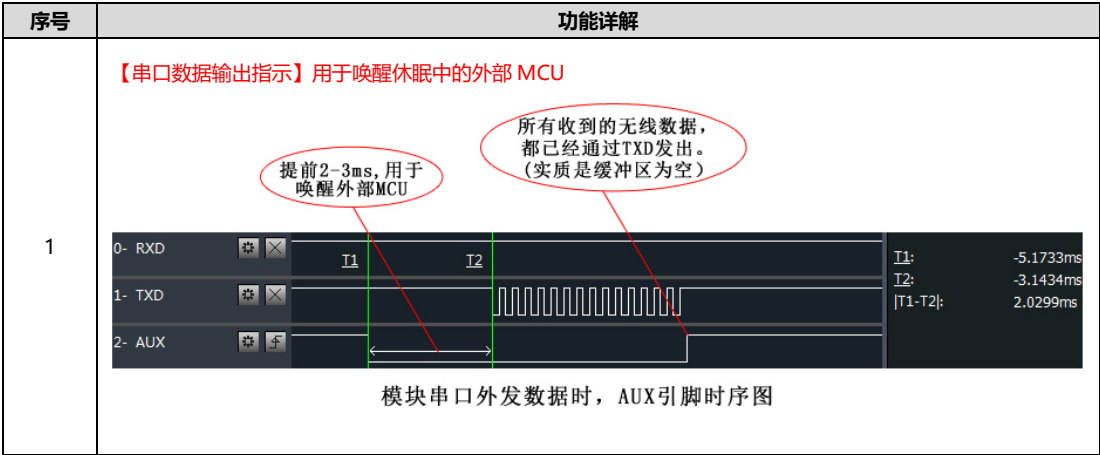 序号
功能详解
1
【串口数据输出指示】用于唤醒休眠中的外部 MCU
所有收到的无线数据，
都已经通过TXD发出。
(实质是缓冲区为空)
提前2-3ms,用于
唤醒外部MCU
0- RXD
T1
T2
1- TXD
2- AUX
T1: -5.1733ms
T2: -3.1434ms
|T1-T2|: 2.0299ms
模块串口外发数据时，AUX引脚时序图